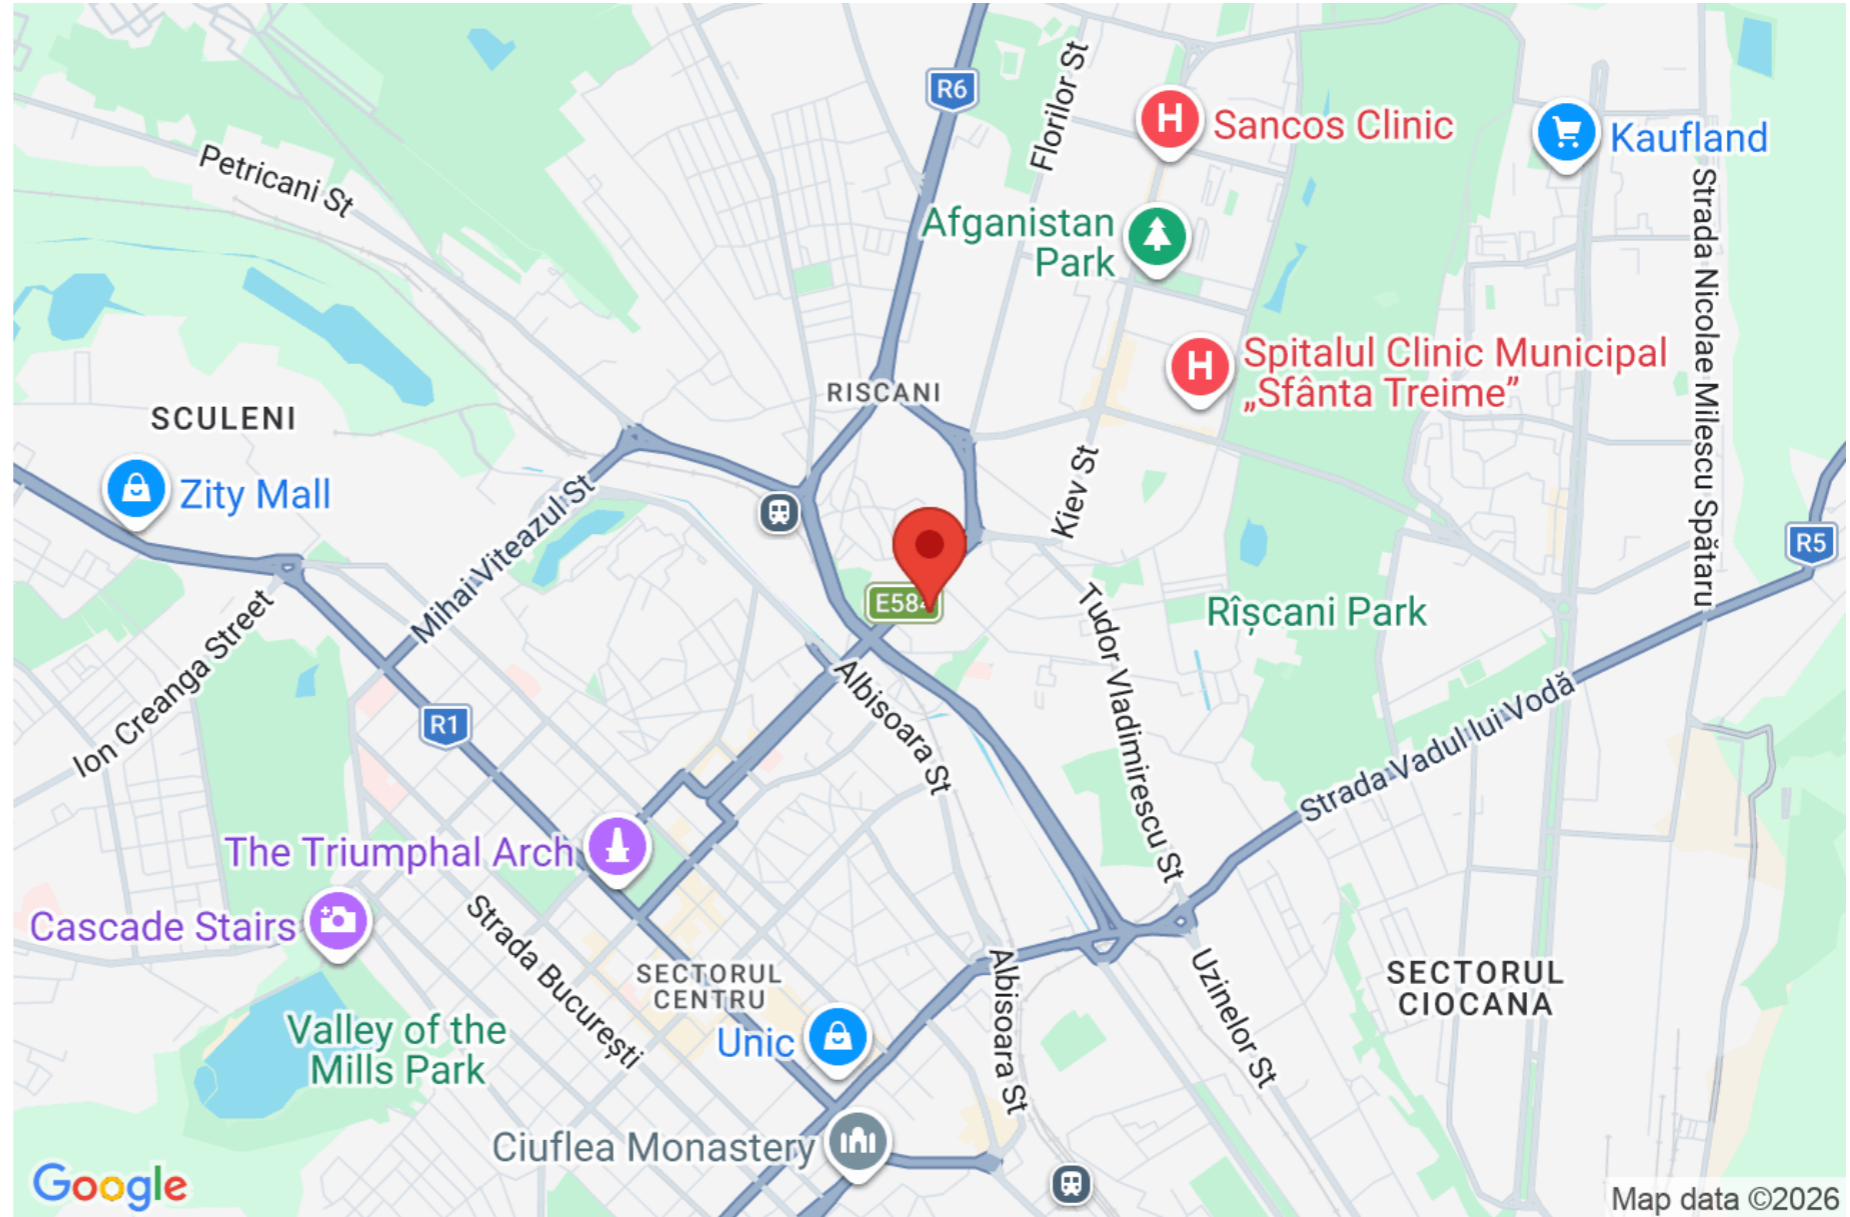 R6
Florilor St
Sancos Clinic
Kaufland
Petricani St
Afganistan
Park
Strada Nicolae Milescu Spătaru
Spitalul Clinic Municipal
„Sfânta Treime”
RISCANI
SCULENI
Zity Mall
Mihai Viteazul St
Kiev St
R5
E584
Ion Creanga Street
Tudor Vladimirescu St
Rîșcani Park
Albisoara St
R1
Strada Vadul lui Vodă
The Triumphal Arch
Cascade Stairs
Strada București
SECTORUL
CENTRU
Albisoara St
Uzinelor St
SECTORUL
CIOCANA
Valley of the
Mills Park
Unic
Ciuflea Monastery
Google
Map data ©2026